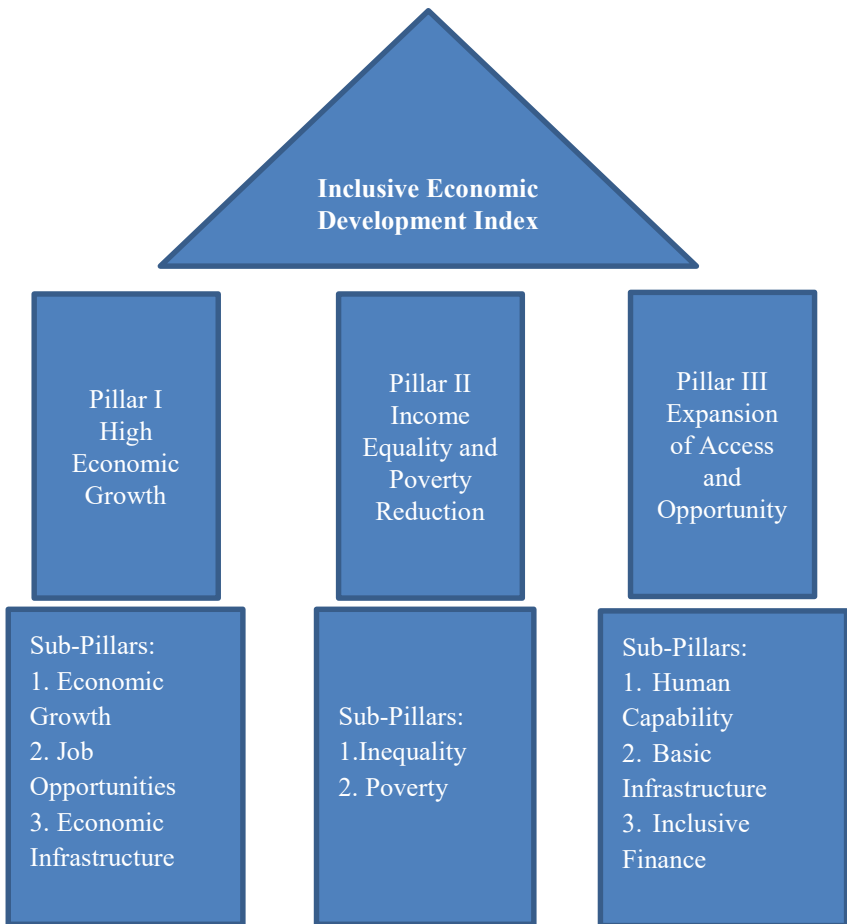 Inclusive Economic
Development Index
Pillar I
High
Economic
Growth
Pillar II
Income
Equality and
Poverty
Reduction
Pillar III
Expansion
of Access
and
Opportunity
Sub-Pillars:
1. Economic
Growth
2. Job
Opportunities
3. Economic
Infrastructure
Sub-Pillars:
1.Inequality
2. Poverty
Sub-Pillars:
1. Human
Capability
2. Basic
Infrastructure
3. Inclusive
Finance